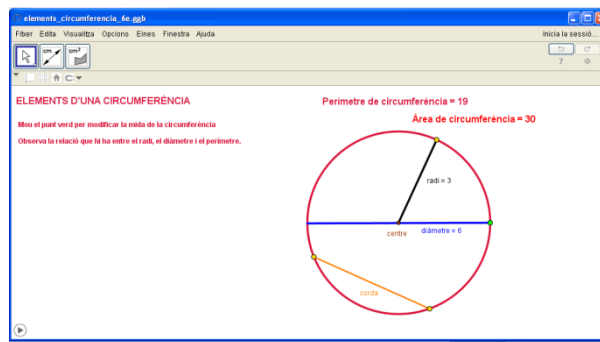 elements_circumferencia_6e.ggb
Fitxer Edita Visualitza Opcions Eines Finestra Ajuda
Inicia la sessió...
cm
cm²
ELEMENTS D'UNA CIRCUMFERÈNCIA
Perímetre de circumferència = 19
Àrea de circumferència = 30
Mou el punt verd per modificar la mida de la circumferència
Observa la relació que hi ha entre el radi, el diàmetre i el perímetre.
radi = 3
centre
diàmetre = 6
corda